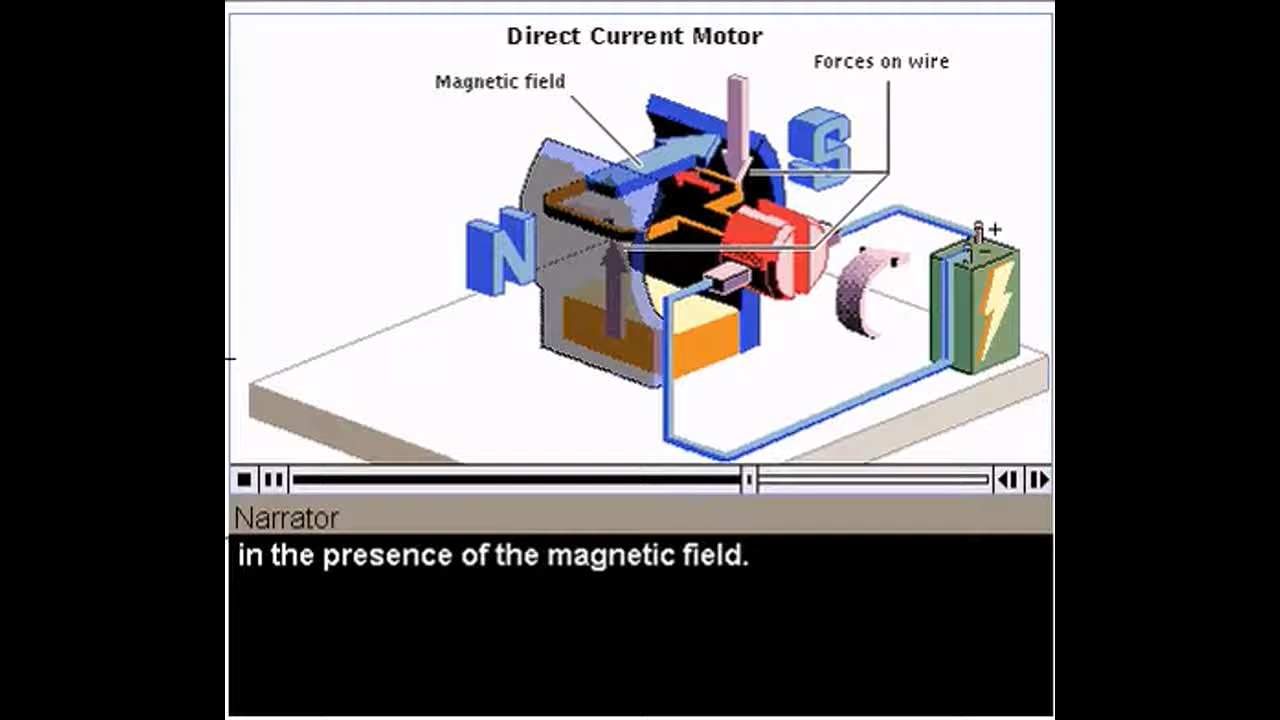 Direct Current Motor
Forces on wire
Magnetic field
S
N
+
-
Narrator
in the presence of the magnetic field.